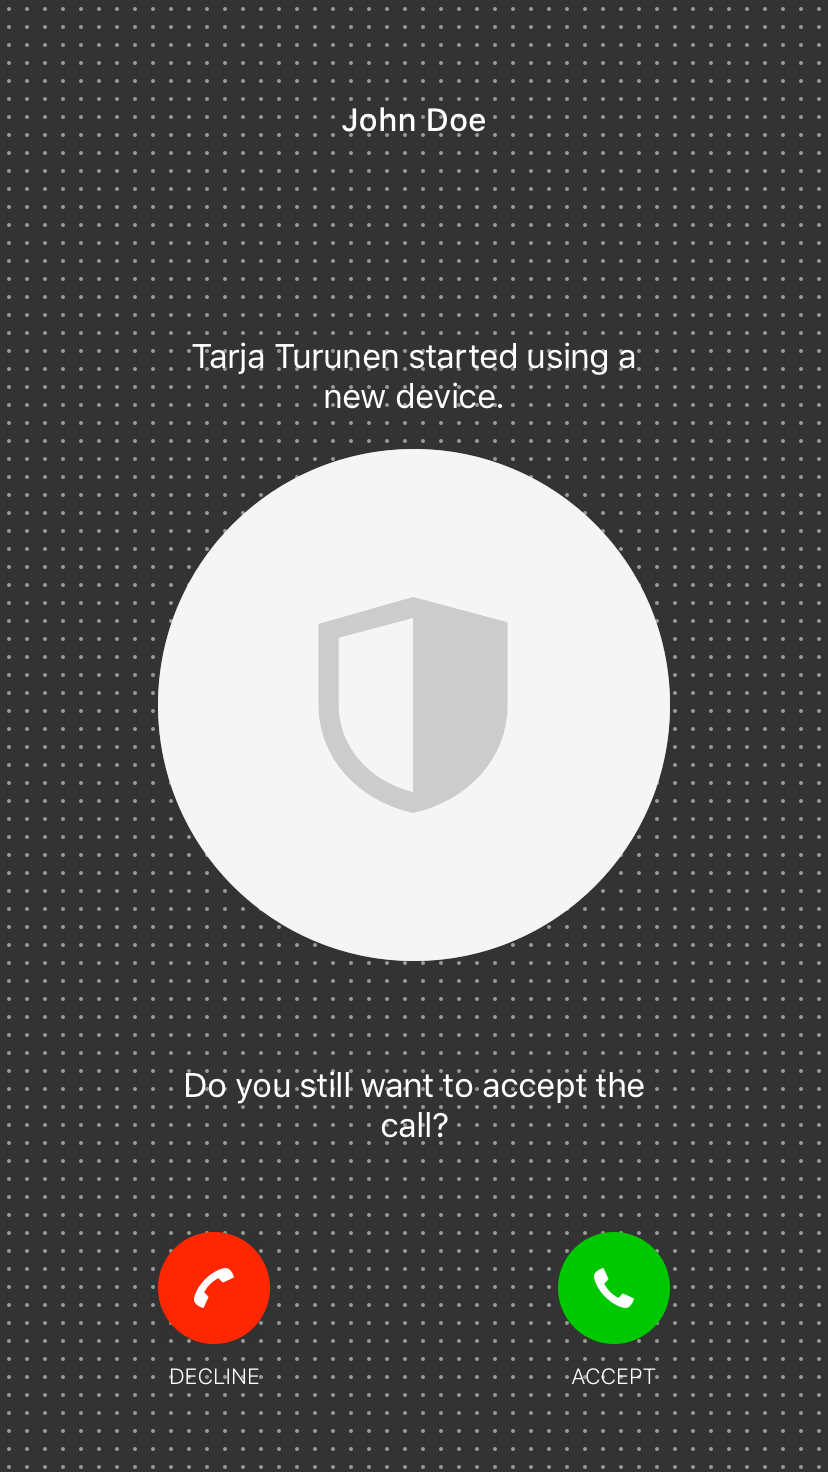 John Doe
Tarja Turunen started using a
new device.
Do you still want to accept the
call?
DECLINE
ACCEPT